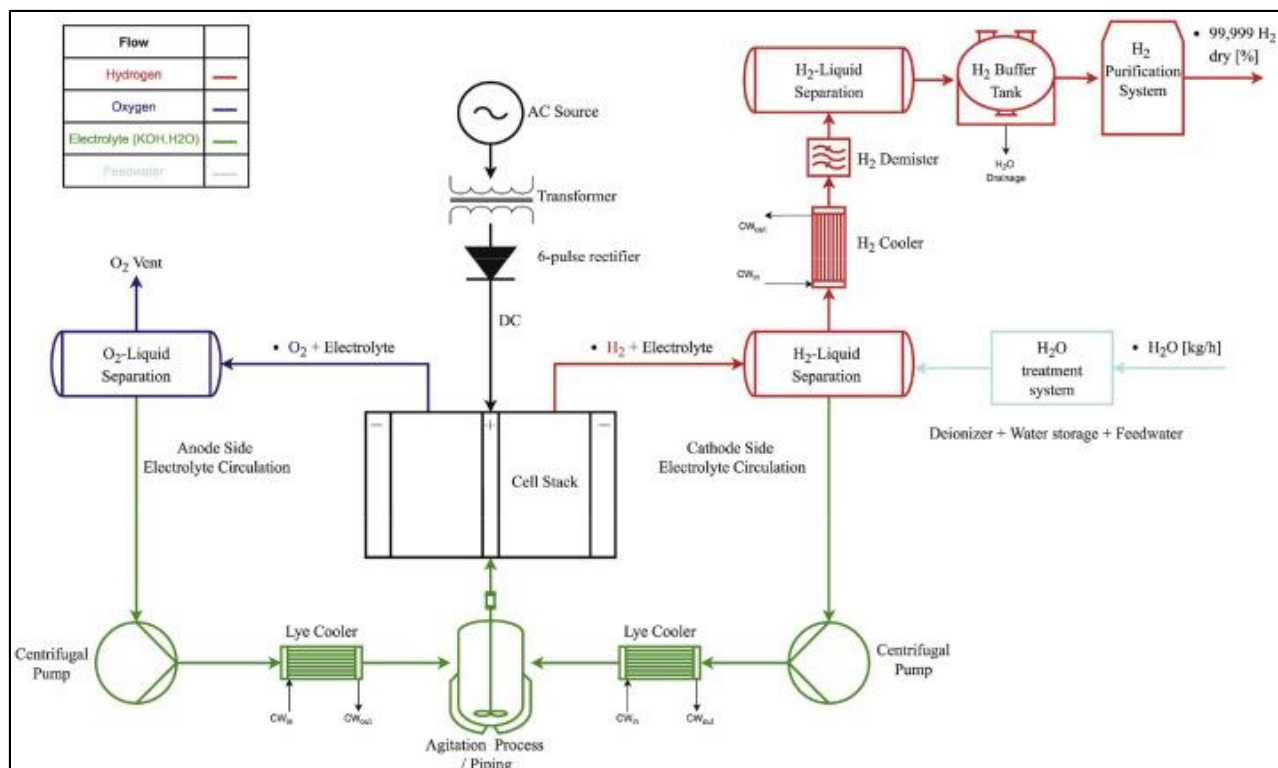 Flow
Hydrogen
Oxygen
Electrolyte (KOH.H2O)
Feedwater
AC Source
Transformer
6-pulse rectifier
DC
H₂-Liquid
Separation
H₂ Buffer
Tank
H₂
Purification
System
• 99,999 H₂
dry [%]
H₂O
Drainage
H₂ Demister
CWout
H₂ Cooler
CWin
O₂ Vent
O₂-Liquid
Separation
• O₂ + Electrolyte
• H₂ + Electrolyte
H₂-Liquid
Separation
H₂O
treatment
system
• H₂O [kg/h]
Deionizer + Water storage + Feedwater
Anode Side
Electrolyte Circulation
−
+
−
Cell Stack
Cathode Side
Electrolyte Circulation
Centrifugal
Pump
Lye Cooler
CWin
CWout
Agitation Process
/ Piping
Lye Cooler
CWin
CWout
Centrifugal
Pump